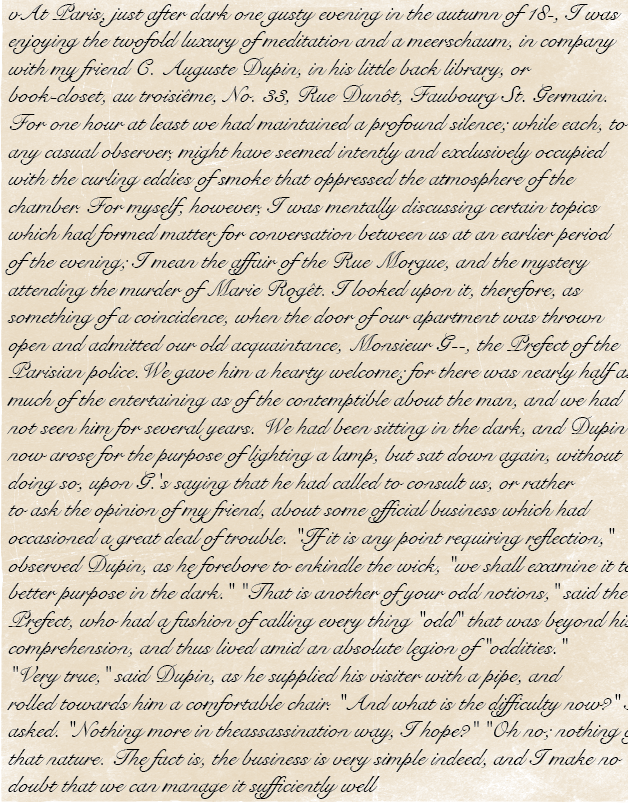 vAt Paris, just after dark one gusty evening in the autumn of 18-, I was
enjoying the twofold luxury of meditation and a meerschaum, in company
with my friend C. Auguste Dupin, in his little back library, or
book-closet, au troisiême, No. 33, Rue Dunôt, Faubourg St. Germain.
For one hour at least we had maintained a profound silence; while each, to
any casual observer, might have seemed intently and exclusively occupied
with the curling eddies of smoke that oppressed the atmosphere of the
chamber. For myself, however, I was mentally discussing certain topics
which had formed matter for conversation between us at an earlier period
of the evening; I mean the affair of the Rue Morgue, and the mystery
attending the murder of Marie Rogêt. I looked upon it, therefore, as
something of a coincidence, when the door of our apartment was thrown
open and admitted our old acquaintance, Monsieur G--, the Prefect of the
Parisian police. We gave him a hearty welcome; for there was nearly half as
much of the entertaining as of the contemptible about the man, and we had
not seen him for several years. We had been sitting in the dark, and Dupin
now arose for the purpose of lighting a lamp, but sat down again, without
doing so, upon G.'s saying that he had called to consult us, or rather
to ask the opinion of my friend, about some official business which had
occasioned a great deal of trouble. "If it is any point requiring reflection,"
observed Dupin, as he forebore to enkindle the wick, "we shall examine it to
better purpose in the dark." "That is another of your odd notions," said the
Prefect, who had a fashion of calling every thing "odd" that was beyond his
comprehension, and thus lived amid an absolute legion of "oddities."
"Very true," said Dupin, as he supplied his visiter with a pipe, and
rolled towards him a comfortable chair. "And what is the difficulty now?"
asked. "Nothing more in theassassination way, I hope?" "Oh no; nothing
that nature. The fact is, the business is very simple indeed, and I make no
doubt that we can manage it sufficiently well